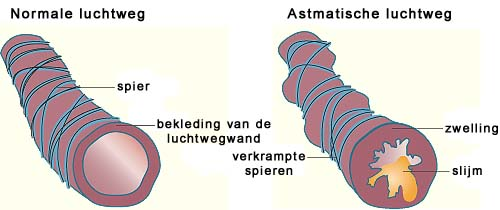 Normale luchtweg
spier
bekleding van de
luchtwegwand
Astmatische luchtweg
zwelling
verkrampte
spieren
slijm